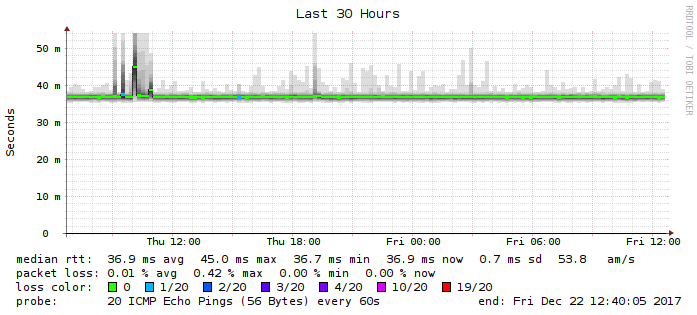 Last 30 Hours
RRDTOOL / TOBI OETIKER
Seconds
50 m
40 m
30 m
20 m
10 m
0
Thu 12:00 Thu 18:00 Fri 00:00 Fri 06:00 Fri 12:00
median rtt: 36.9 ms avg 45.0 ms max 36.7 ms min 36.9 ms now 0.7 ms sd 53.8 am/s
packet loss: 0.01 % avg 0.42 % max 0.00 % min 0.00 % now
loss color: 0 1/20 2/20 3/20 4/20 10/20 19/20
probe: 20 ICMP Echo Pings (56 Bytes) every 60s end: Fri Dec 22 12:40:05 2017